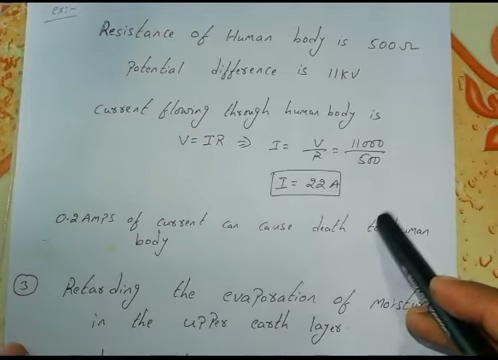 ex:-
Resistance of Human body is 500Ω
Potential difference is 11KV
Current flowing through human body is
V = IR ⇒ I = V/R = 11000/500
I = 22A
0.2 AMPS of current can cause death to human
body
③ Retarding the evaporation of moisture
in the upper earth layer